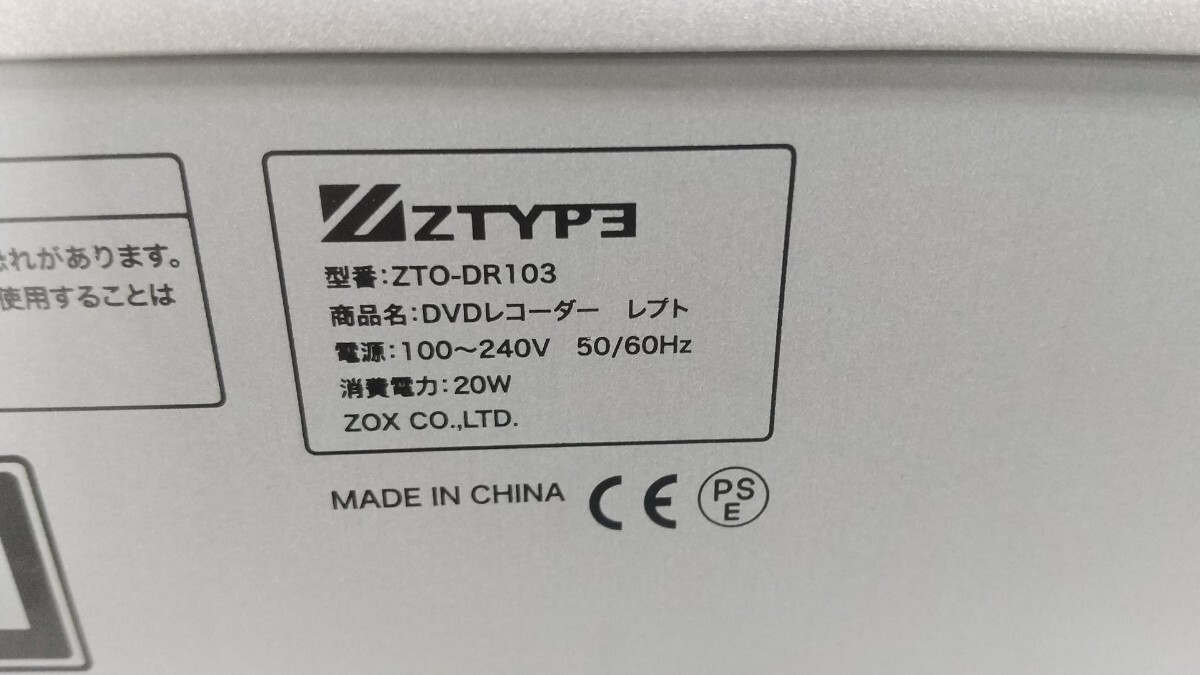 れがあります。
使用することは
ZTYPE
型番:ZTO-DR103
商品名:DVDレコーダー レプト
電源:100～240V 50/60Hz
消費電力:20W
ZOX CO.,LTD.
MADE IN CHINA CE PSE